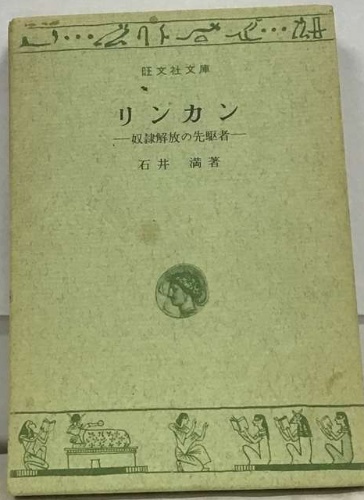 旺文社文庫
リンカン
―奴隷解放の先駆者―
石井 満著